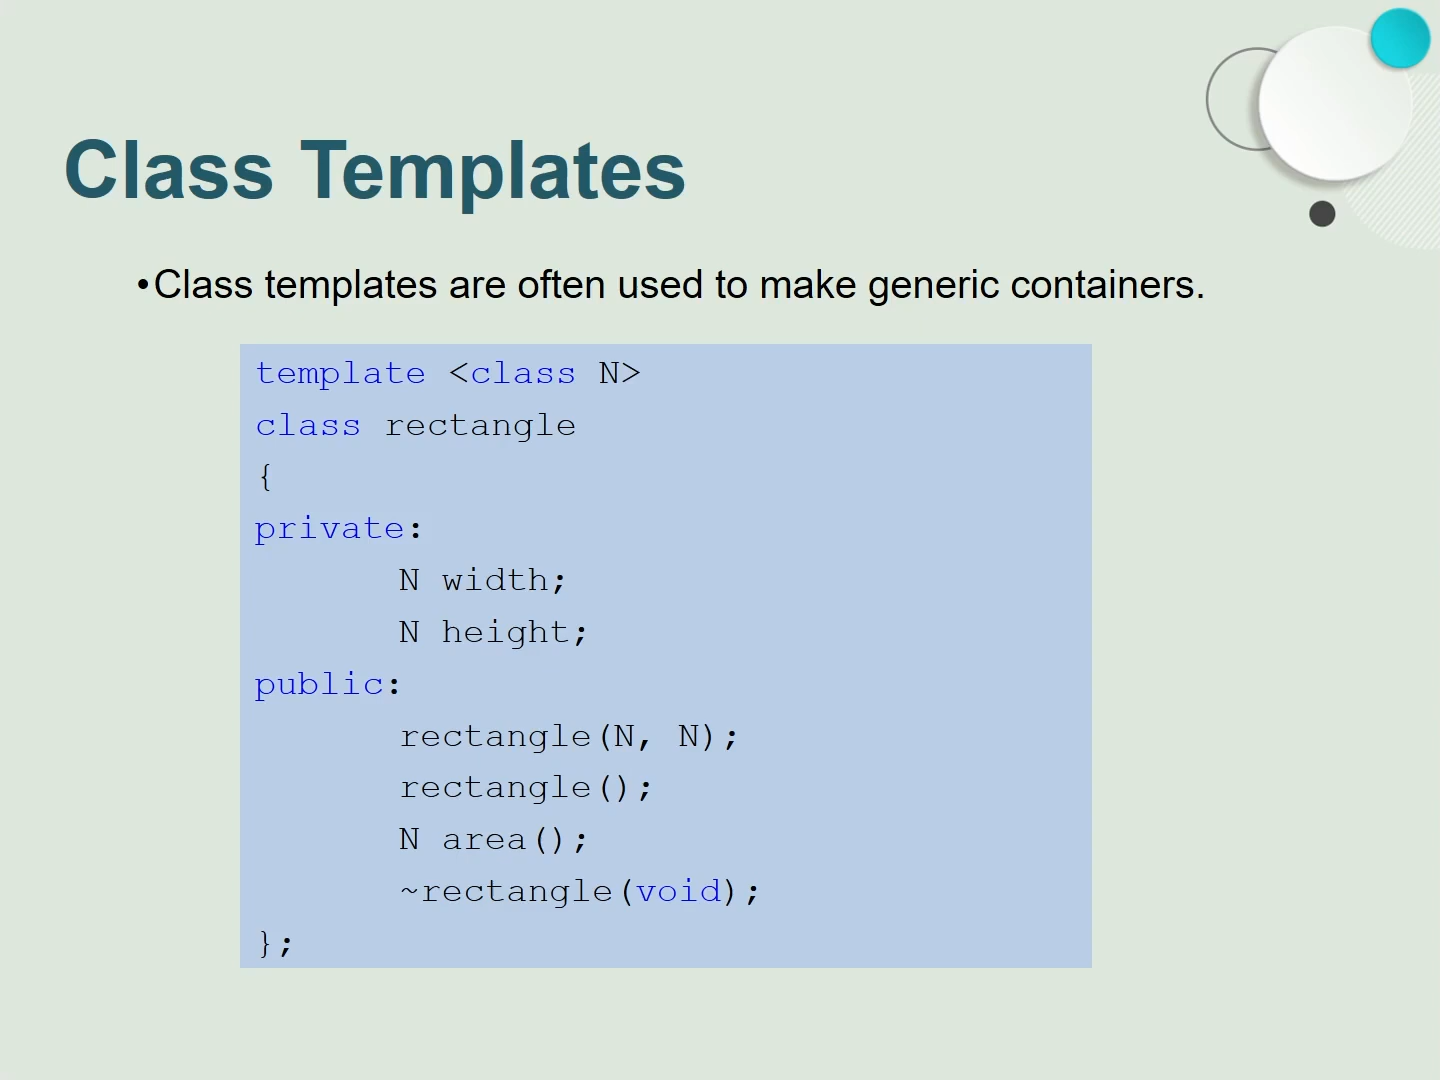 Class Templates
•Class templates are often used to make generic containers.
template <class N>
class rectangle
{
private:
N width;
N height;
public:
rectangle(N, N);
rectangle();
N area();
~rectangle(void);
};